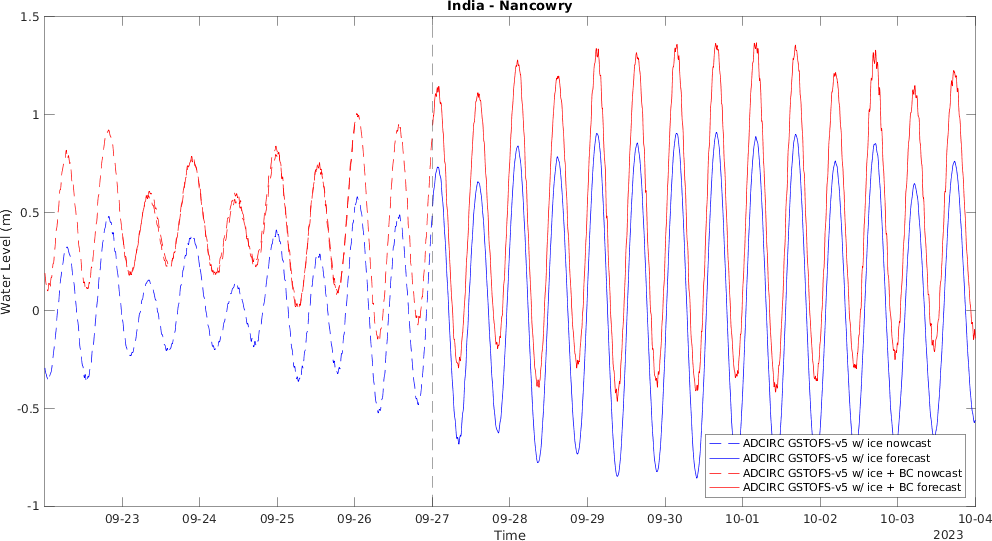 India - Nancowry
1.5
1
0.5
0
-0.5
-1
Water Level (m)
ADCIRC GSTOFS-v5 w/ ice nowcast
ADCIRC GSTOFS-v5 w/ ice forecast
ADCIRC GSTOFS-v5 w/ ice + BC nowcast
ADCIRC GSTOFS-v5 w/ ice + BC forecast
09-23 09-24 09-25 09-26 09-27 09-28 09-29 09-30 10-01 10-02 10-03 10-04
Time
2023